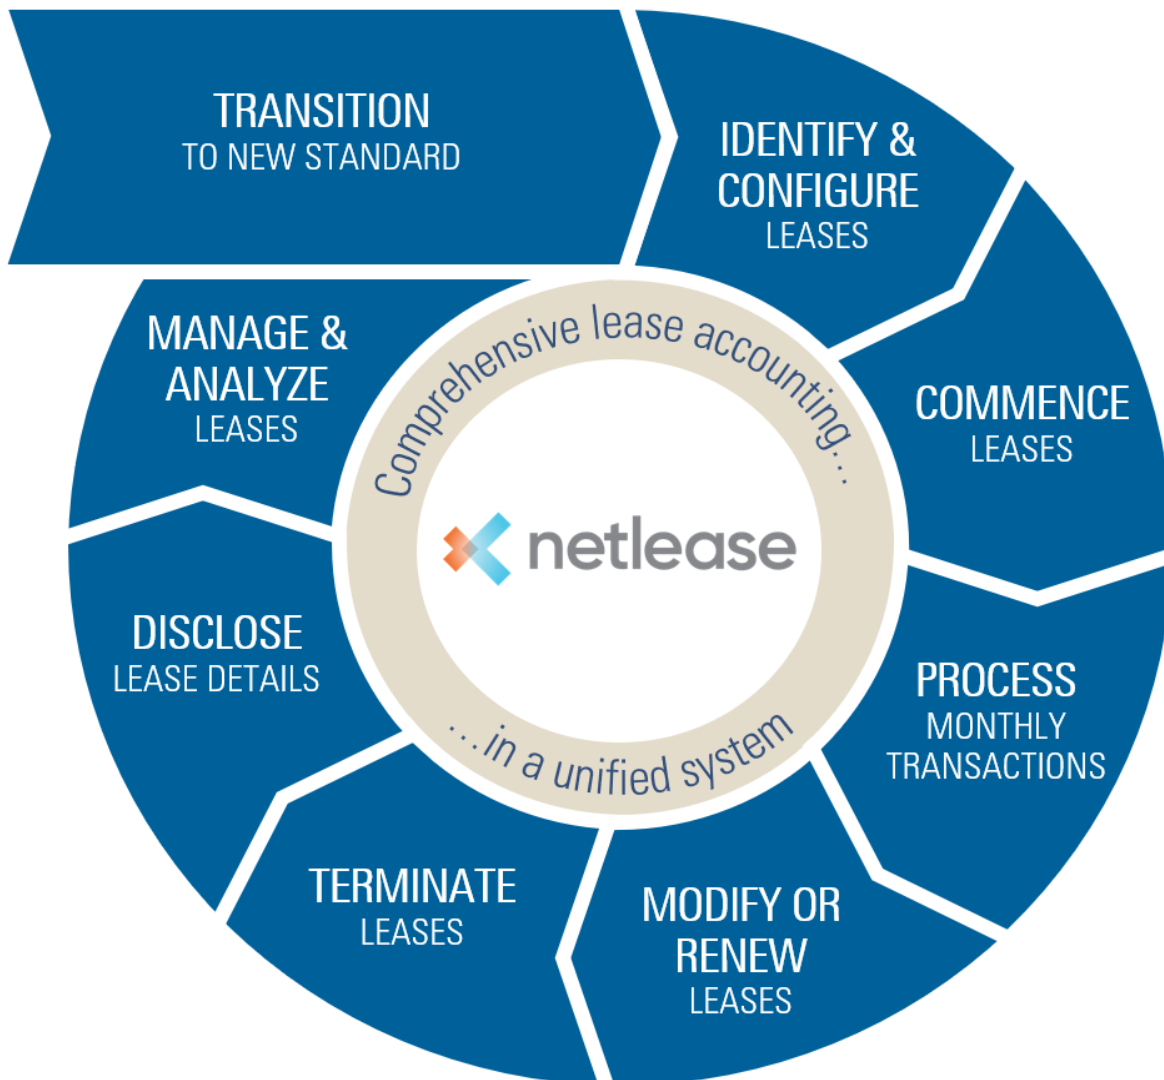 TRANSITION
TO NEW STANDARD
IDENTIFY &
CONFIGURE
LEASES
COMMENCE
LEASES
PROCESS
MONTHLY
TRANSACTIONS
MODIFY OR
RENEW
LEASES
TERMINATE
LEASES
DISCLOSE
LEASE DETAILS
MANAGE &
ANALYZE
LEASES
Comprehensive lease accounting...
netlease
...in a unified system